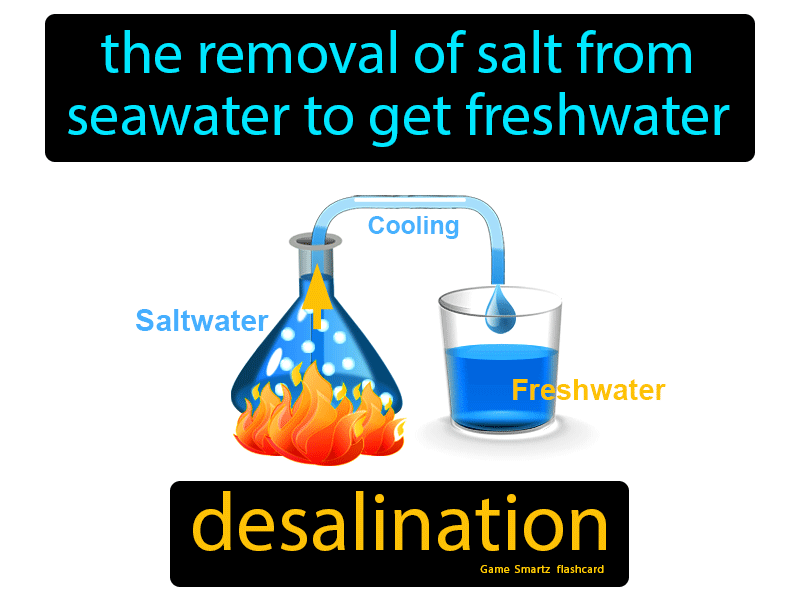 the removal of salt from
seawater to get freshwater
Cooling
Saltwater
Freshwater
desalination
Game Smartz flashcard